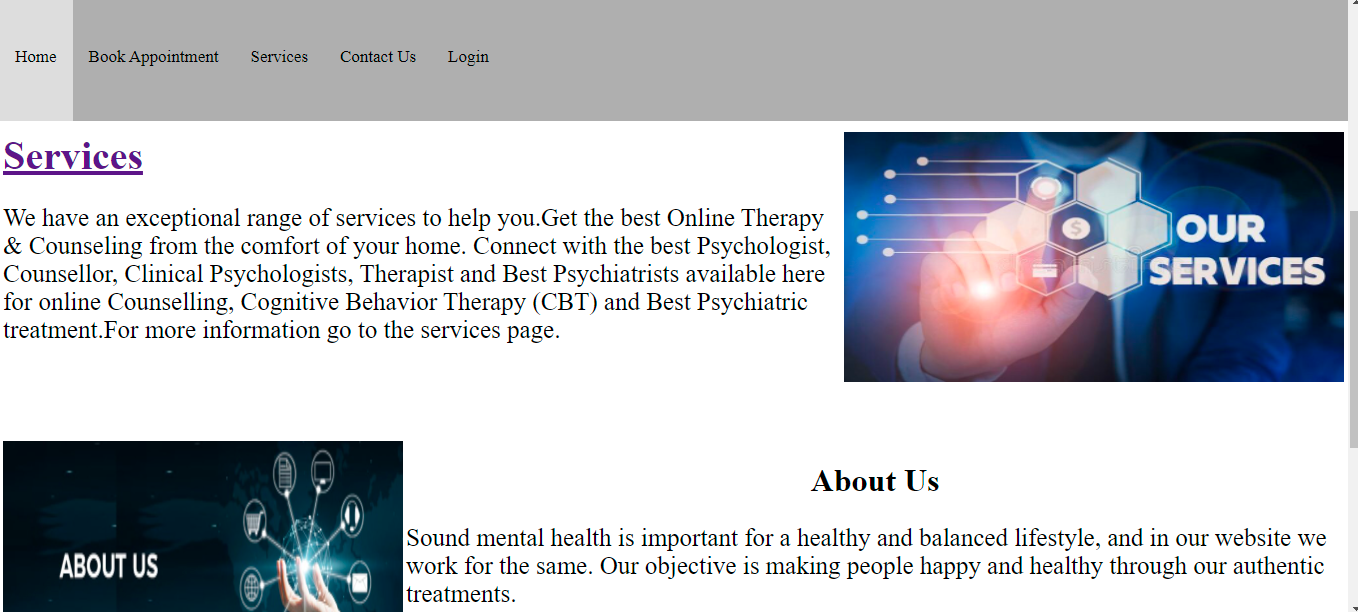 Home Book Appointment Services Contact Us Login
Services
We have an exceptional range of services to help you.Get the best Online Therapy
& Counseling from the comfort of your home. Connect with the best Psychologist,
Counsellor, Clinical Psychologists, Therapist and Best Psychiatrists available here
for online Counselling, Cognitive Behavior Therapy (CBT) and Best Psychiatric
treatment.For more information go to the services page.
$
OUR
SERVICES
ABOUT US
About Us
Sound mental health is important for a healthy and balanced lifestyle, and in our website we
work for the same. Our objective is making people happy and healthy through our authentic
treatments.